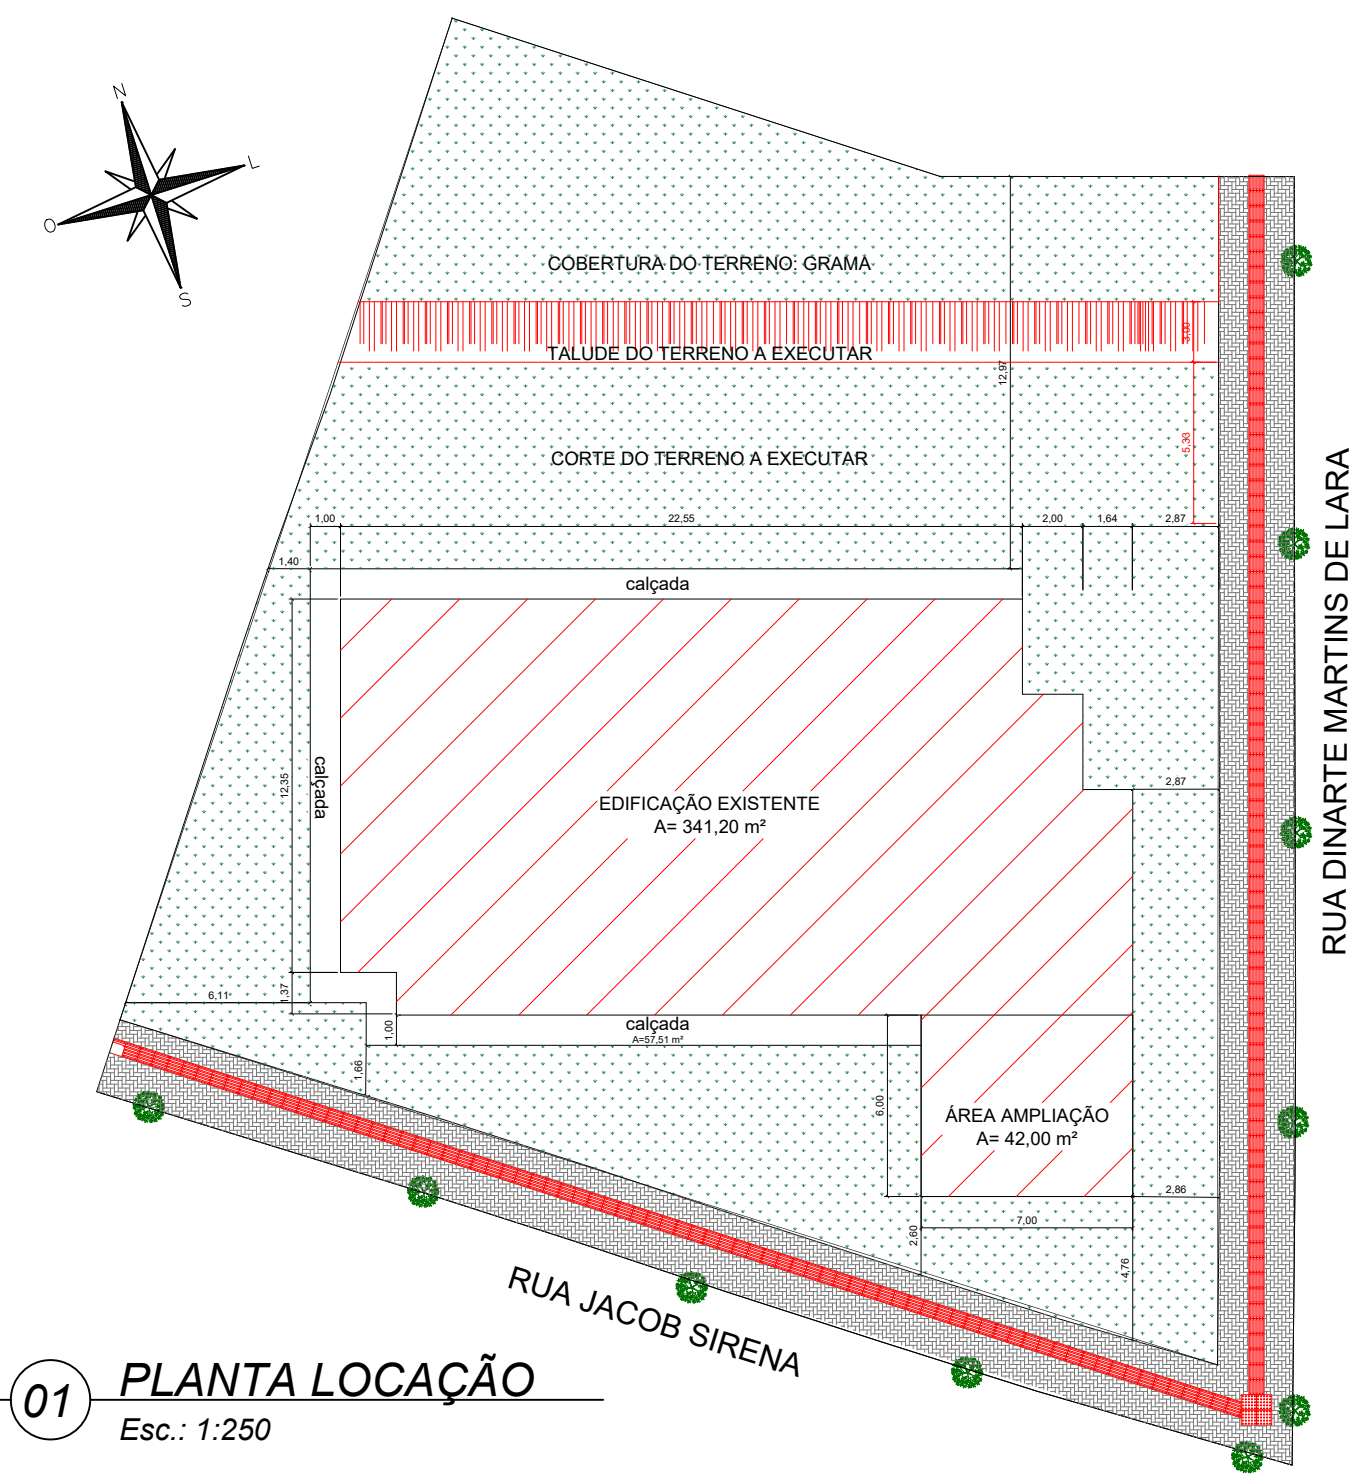 N
L
O
S
COBERTURA DO TERRENO: GRAMA
3,00
TALUDE DO TERRENO A EXECUTAR
12,97
5,33
CORTE DO TERRENO A EXECUTAR
1,00
22,55
2,00
1,64
2,87
1,40
calçada
12,35
calçada
2,87
EDIFICAÇÃO EXISTENTE
A= 341,20 m²
RUA DINARTE MARTINS DE LARA
6,11
1,37
1,00
calçada
A=57,51 m²
1,66
6,00
ÁREA AMPLIAÇÃO
A= 42,00 m²
2,86
2,60
7,00
4,76
RUA JACOB SIRENA
01
PLANTA LOCAÇÃO
Esc.: 1:250